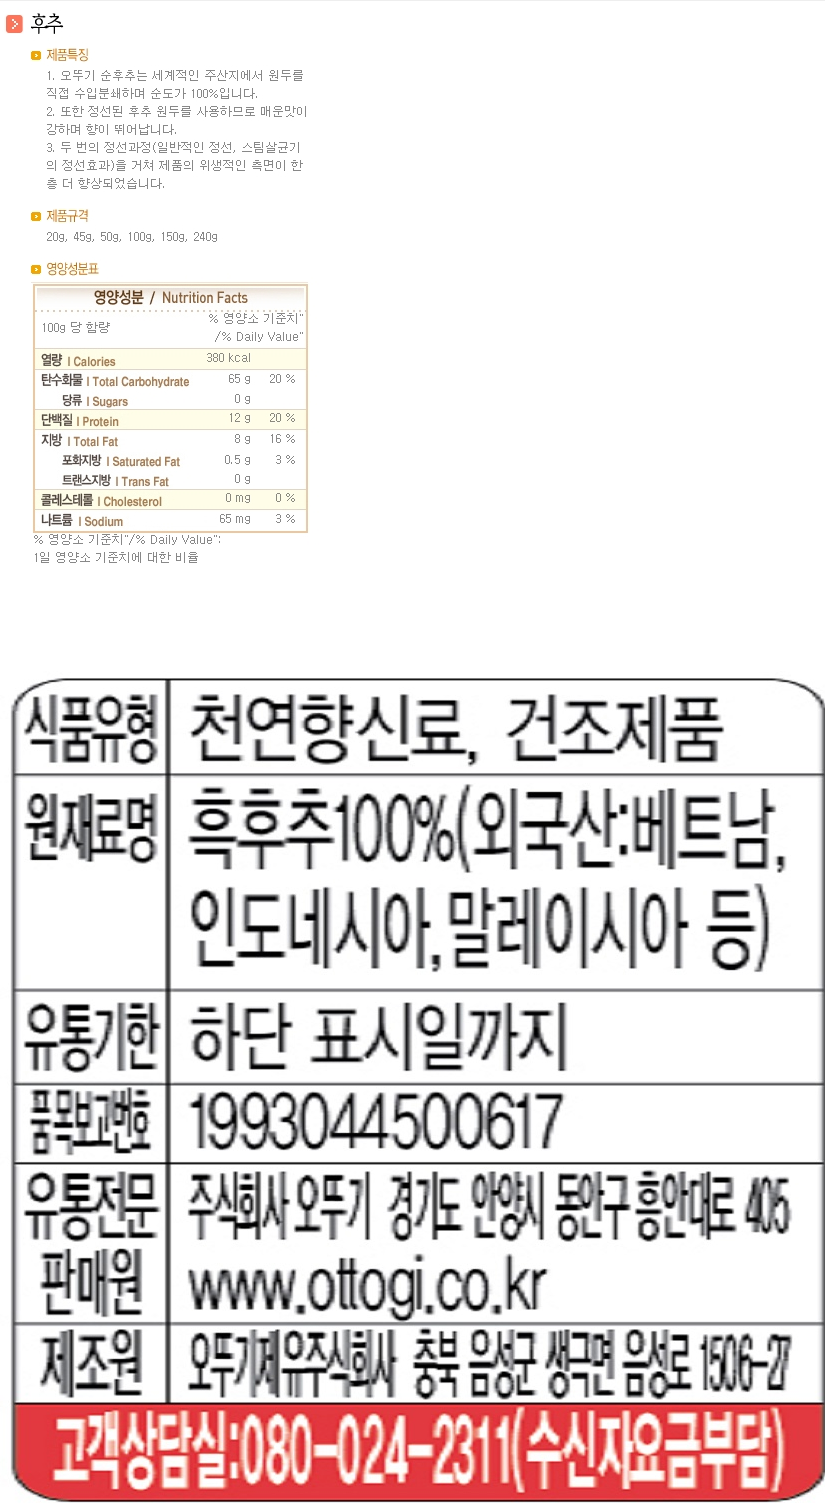 후추
제품특징
1. 오뚜기 순후추는 세계적인 주산지에서 원두를
직접 수입분쇄하며 순도가 100%입니다.
2. 또한 정선된 후추 원두를 사용하므로 매운맛이
강하며 향이 뛰어납니다.
3. 두 번의 정선과정(일반적인 정선, 스팀살균기
의 정선효과)을 거쳐 제품의 위생적인 측면이 한
층 더 향상되었습니다.
제품규격
20g, 45g, 50g, 100g, 150g, 240g
영양성분표
영양성분 / Nutrition Facts
100g 당 함량 % 영양소 기준치"
/% Daily Value"
열량 | Calories 380 kcal
탄수화물 | Total Carbohydrate 65 g 20 %
당류 | Sugars 0 g
단백질 | Protein 12 g 20 %
지방 | Total Fat 8 g 16 %
포화지방 | Saturated Fat 0.5 g 3 %
트랜스지방 | Trans Fat 0 g
콜레스테롤 | Cholesterol 0 mg 0 %
나트륨 | Sodium 65 mg 3 %
% 영양소 기준치"/% Daily Value":
1일 영양소 기준치에 대한 비율
식품유형 천연향신료, 건조제품
원재료명 흑후추100%(외국산:베트남,
인도네시아,말레이시아 등)
유통기한 하단 표시일까지
품목보고번호 1993044500617
유통전문 주식회사 오뚜기 경기도 안양시 동안구 흥안대로 405
판매원 www.ottogi.co.kr
제조원 오뚜기제유주식회사 충북 음성군 생극면 음성로 1506-27
고객상담실:080-024-2311(수신자요금부담)